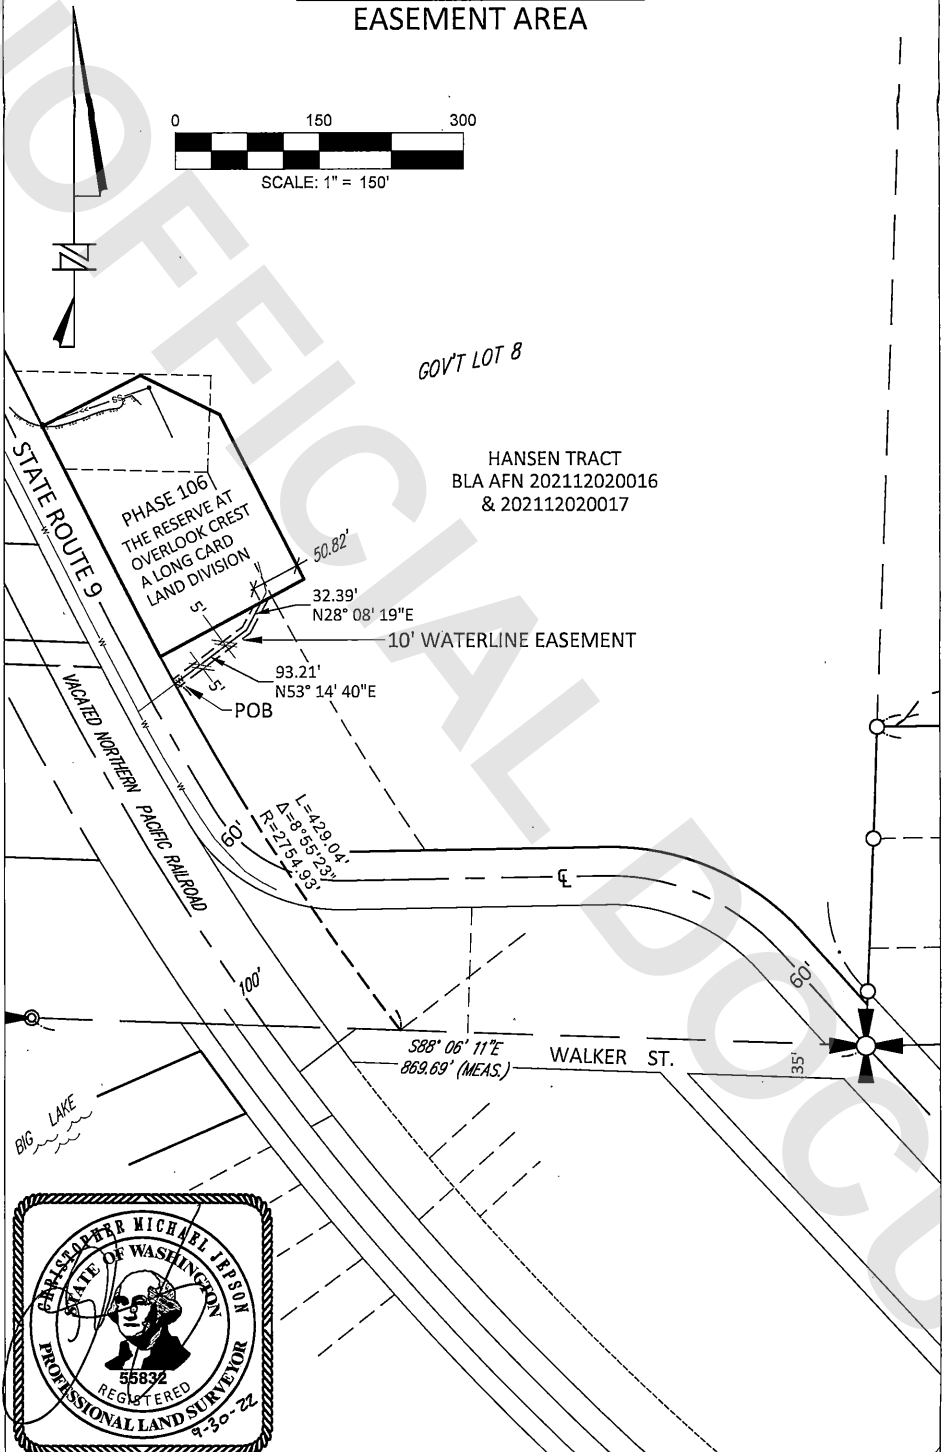 EASEMENT AREA
0 150 300
SCALE: 1" = 150'
N
GOV'T LOT 8
HANSEN TRACT
BLA AFN 202112020016
& 202112020017
STATE ROUTE 9
SS
PHASE 106
THE RESERVE AT
OVERLOOK CREST
A LONG CARD
LAND DIVISION
50.82'
32.39'
N28° 08' 19"E
5'
10' WATERLINE EASEMENT
93.21'
N53° 14' 40"E
5'
POB
W
W
W
W
VACATED NORTHERN PACIFIC RAILROAD
L=429.04'
Δ=8°55'23"
R=2754.93'
60'
℄
60'
100'
S88° 06' 11"E
869.69' (MEAS.)
WALKER ST.
35'
BIG LAKE
CHRISTOPHER MICHAEL JEPSON
STATE OF WASHINGTON
55832
REGISTERED
PROFESSIONAL LAND SURVEYOR
9-30-22
UNOFFICIAL DOCU